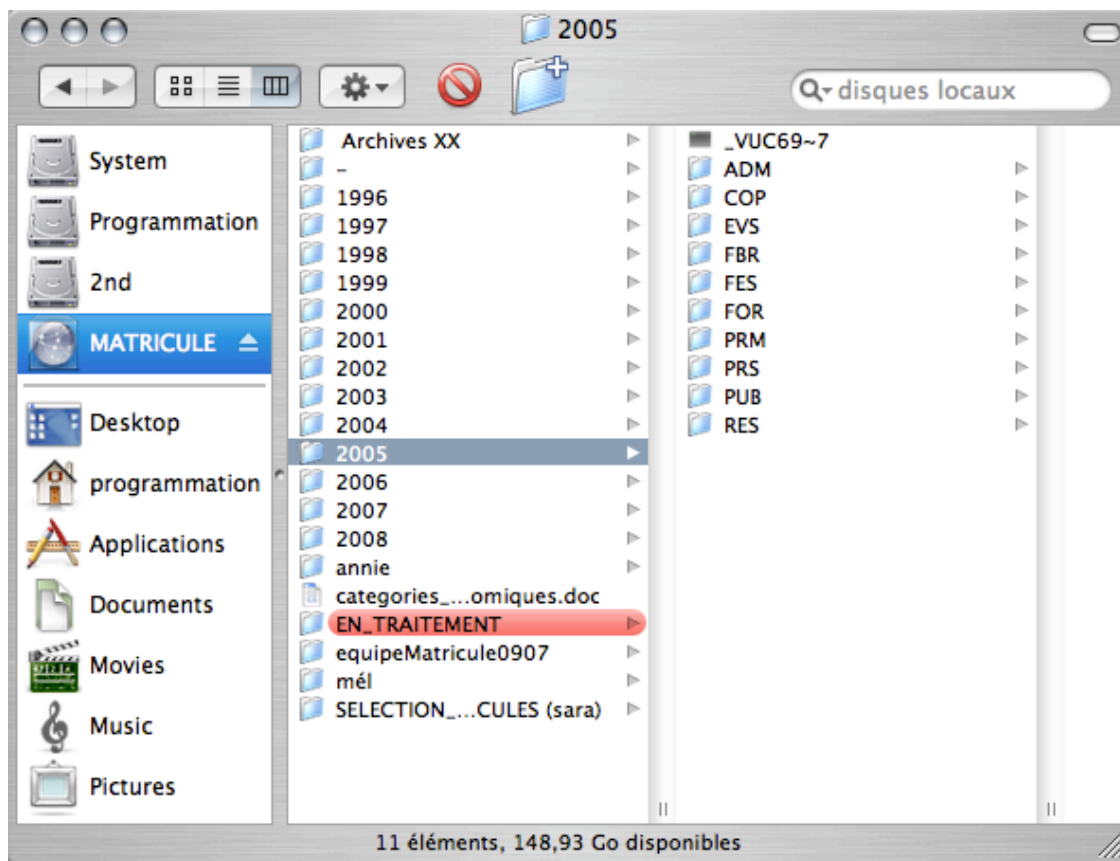 2005
disques locaux
System
Programmation
2nd
MATRICULE
Desktop
programmation
Applications
Documents
Movies
Music
Pictures
Archives XX
–
1996
1997
1998
1999
2000
2001
2002
2003
2004
2005
2006
2007
2008
annie
categories_...omiques.doc
EN_TRAITEMENT
equipeMatricule0907
mél
SELECTION_...CULES (sara)
_VUC69~7
ADM
COP
EVS
FBR
FES
FOR
PRM
PRS
PUB
RES
11 éléments, 148,93 Go disponibles